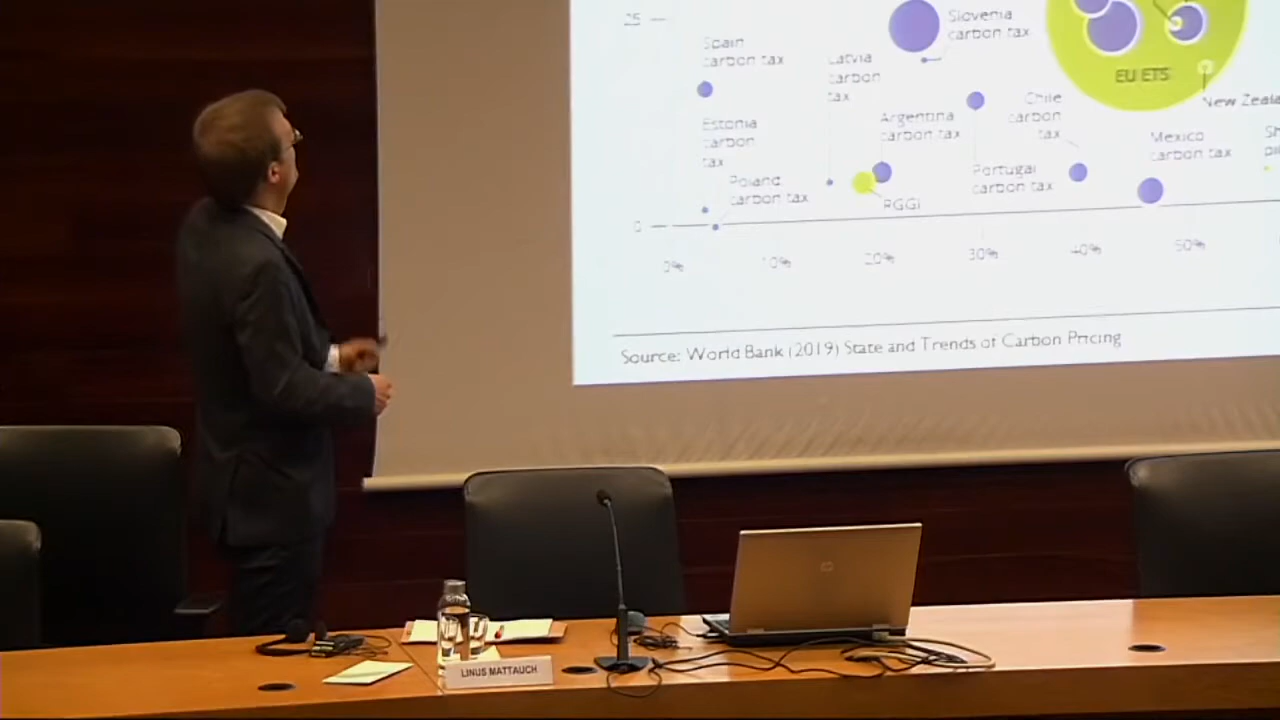 25
Spain
carbon tax
Estonia
carbon
tax
Poland
carbon tax
Latvia
carbon
tax
Slovenia
carbon tax
Argentina
carbon tax
RGGI
Portugal
carbon tax
Chile
carbon
tax
EU ETS
New Zeala
Mexico
carbon tax
0
0%
10%
20%
30%
40%
50%
Source: World Bank (2019) State and Trends of Carbon Pricing
hp
LINUS MATTAUCH